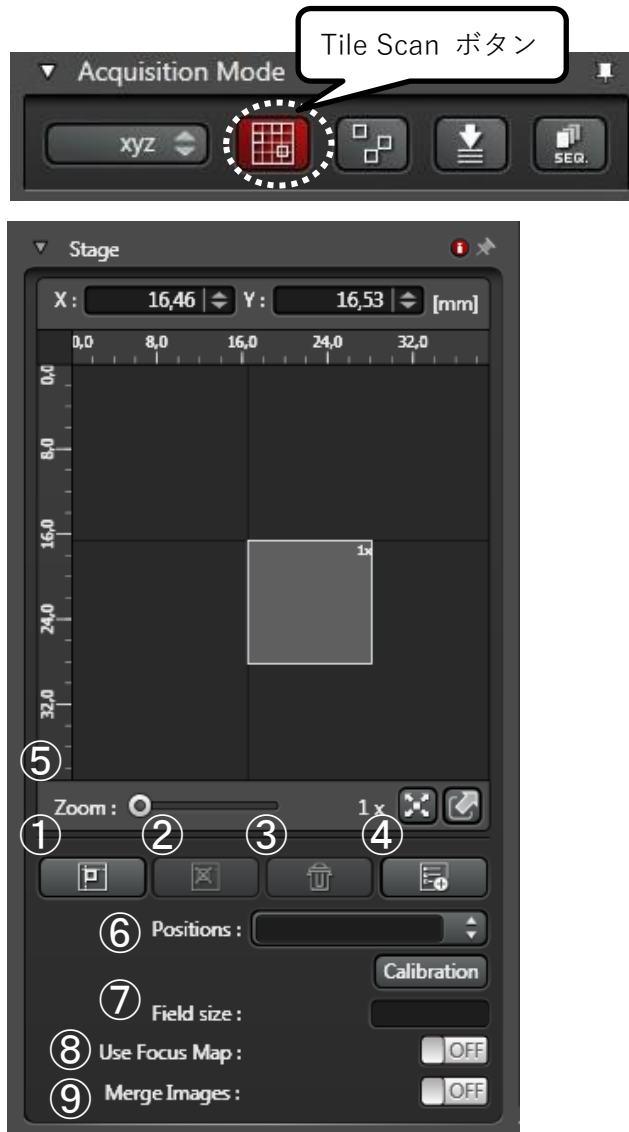 Tile Scan ボタン
Acquisition Mode
xyz
SEQ.
Stage
X : 16,46 Y : 16,53 [mm]
0,0 8,0 16,0 24,0 32,0
0,0
8,0
16,0
1x
24,0
32,0
⑤
Zoom : 1 x
① ② ③ ④
⑥ Positions :
Calibration
⑦ Field size :
⑧ Use Focus Map : OFF
⑨ Merge Images : OFF